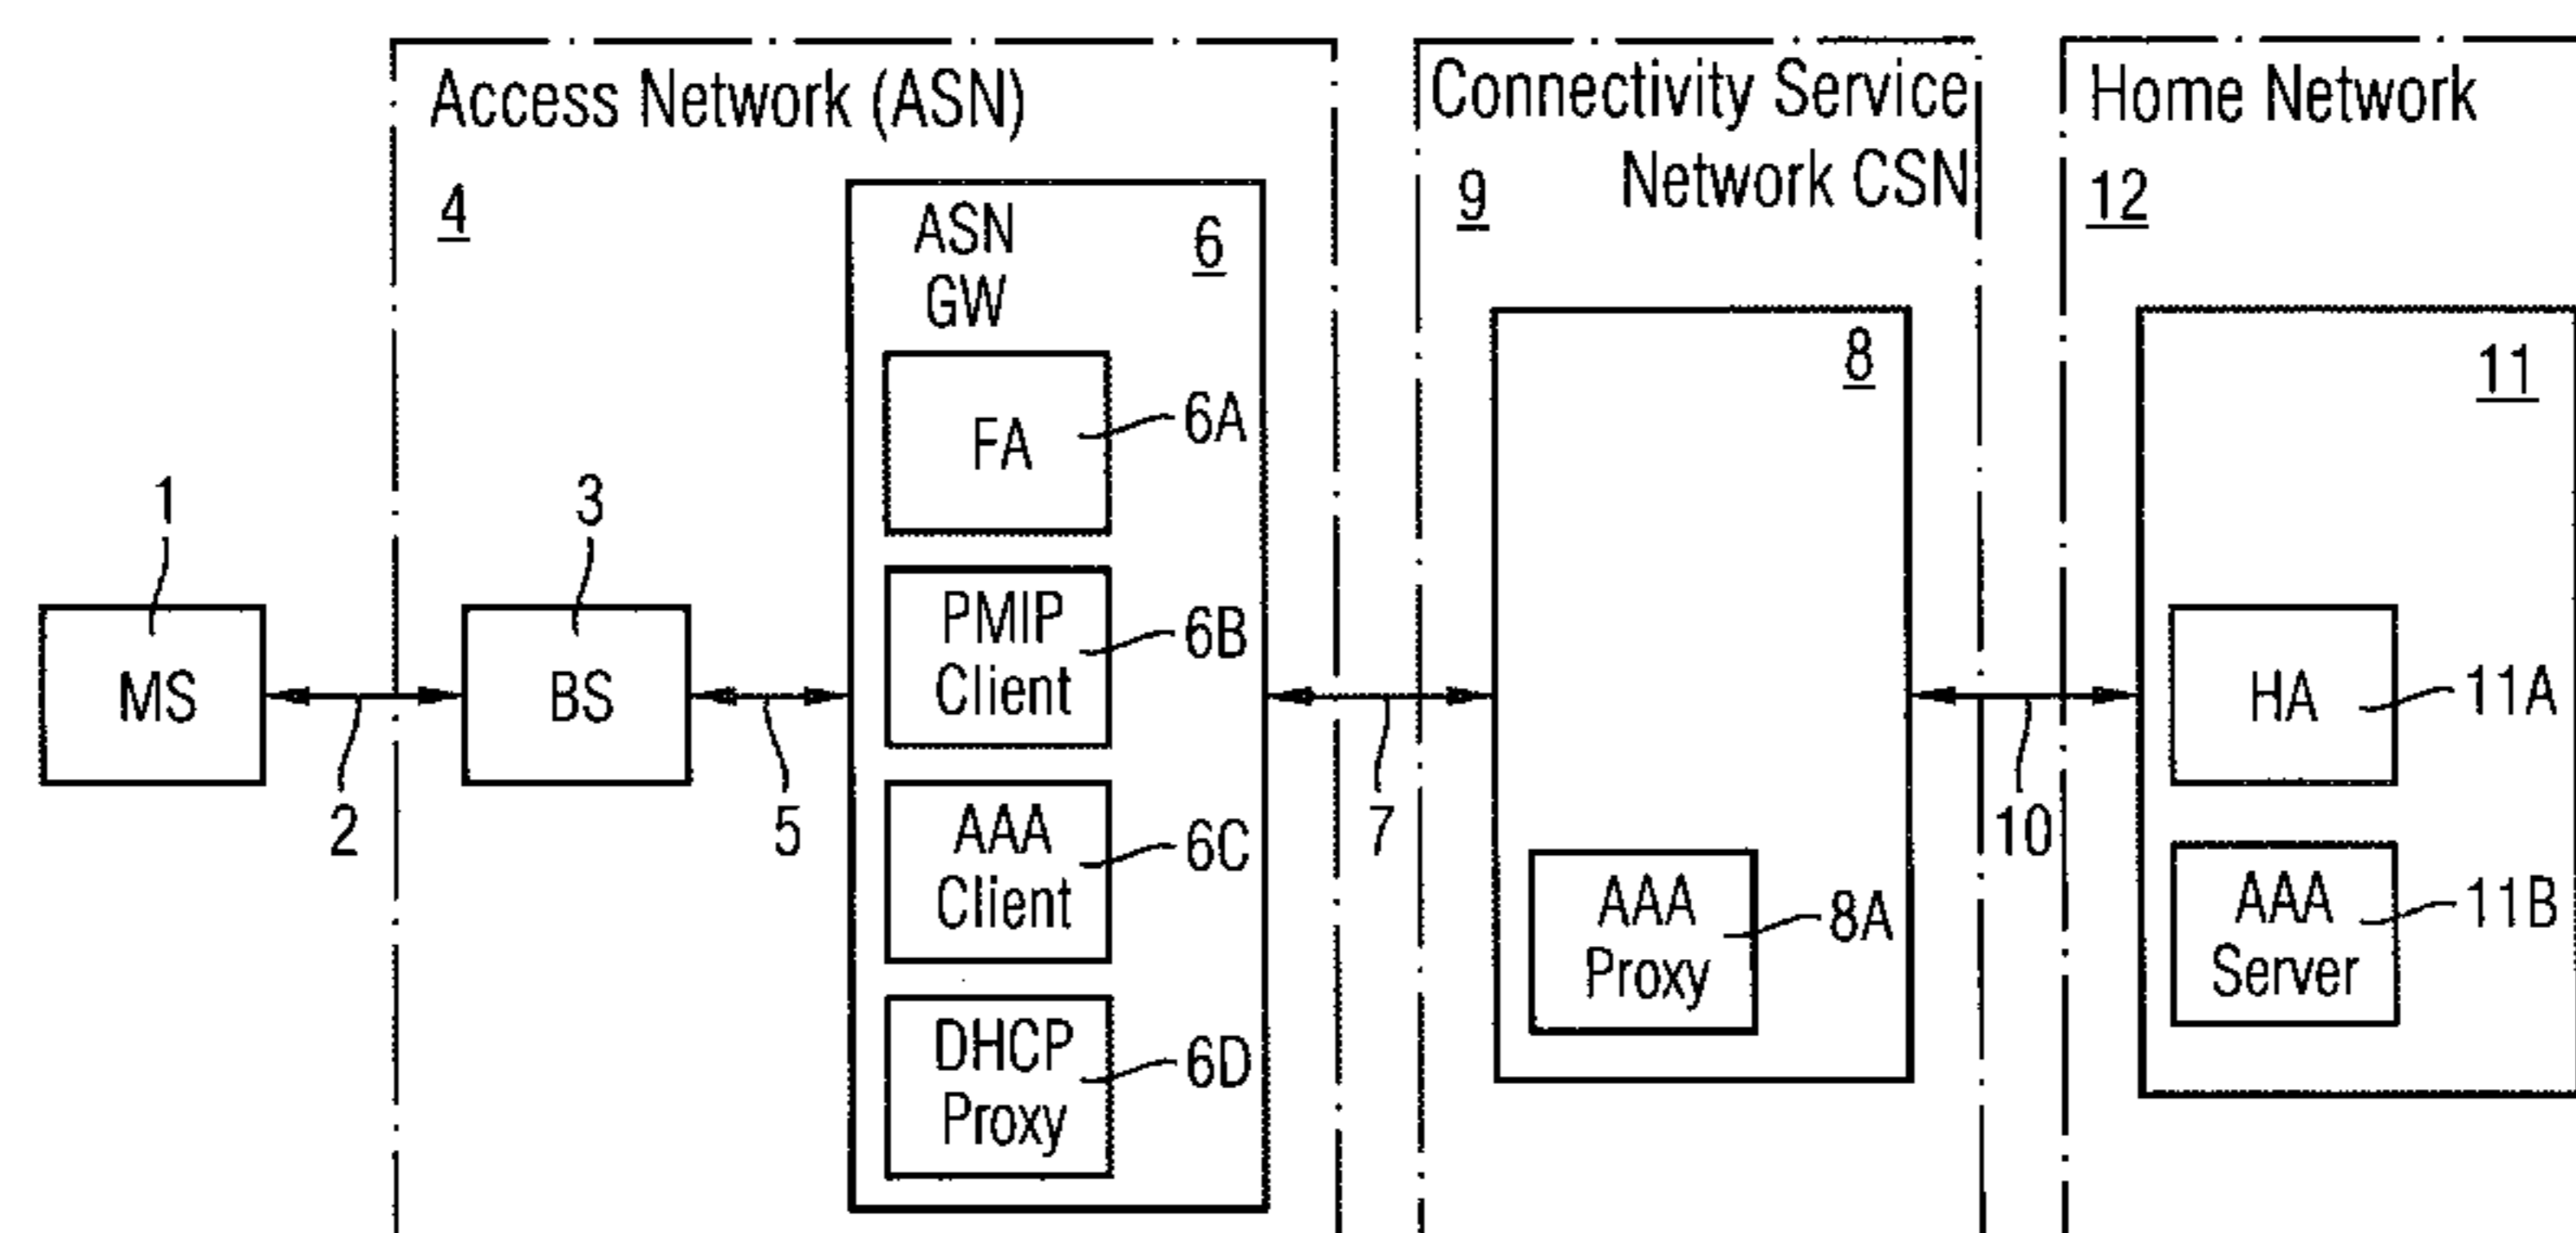 Access Network (ASN)
4
Connectivity Service
Network CSN
9
Home Network
12
ASN
GW
6
8
11
FA
6A
1
3
PMIP
Client
6B
MS
BS
HA
11A
2
5
7
10
AAA
Client
6C
AAA
Proxy
8A
AAA
Server
11B
DHCP
Proxy
6D